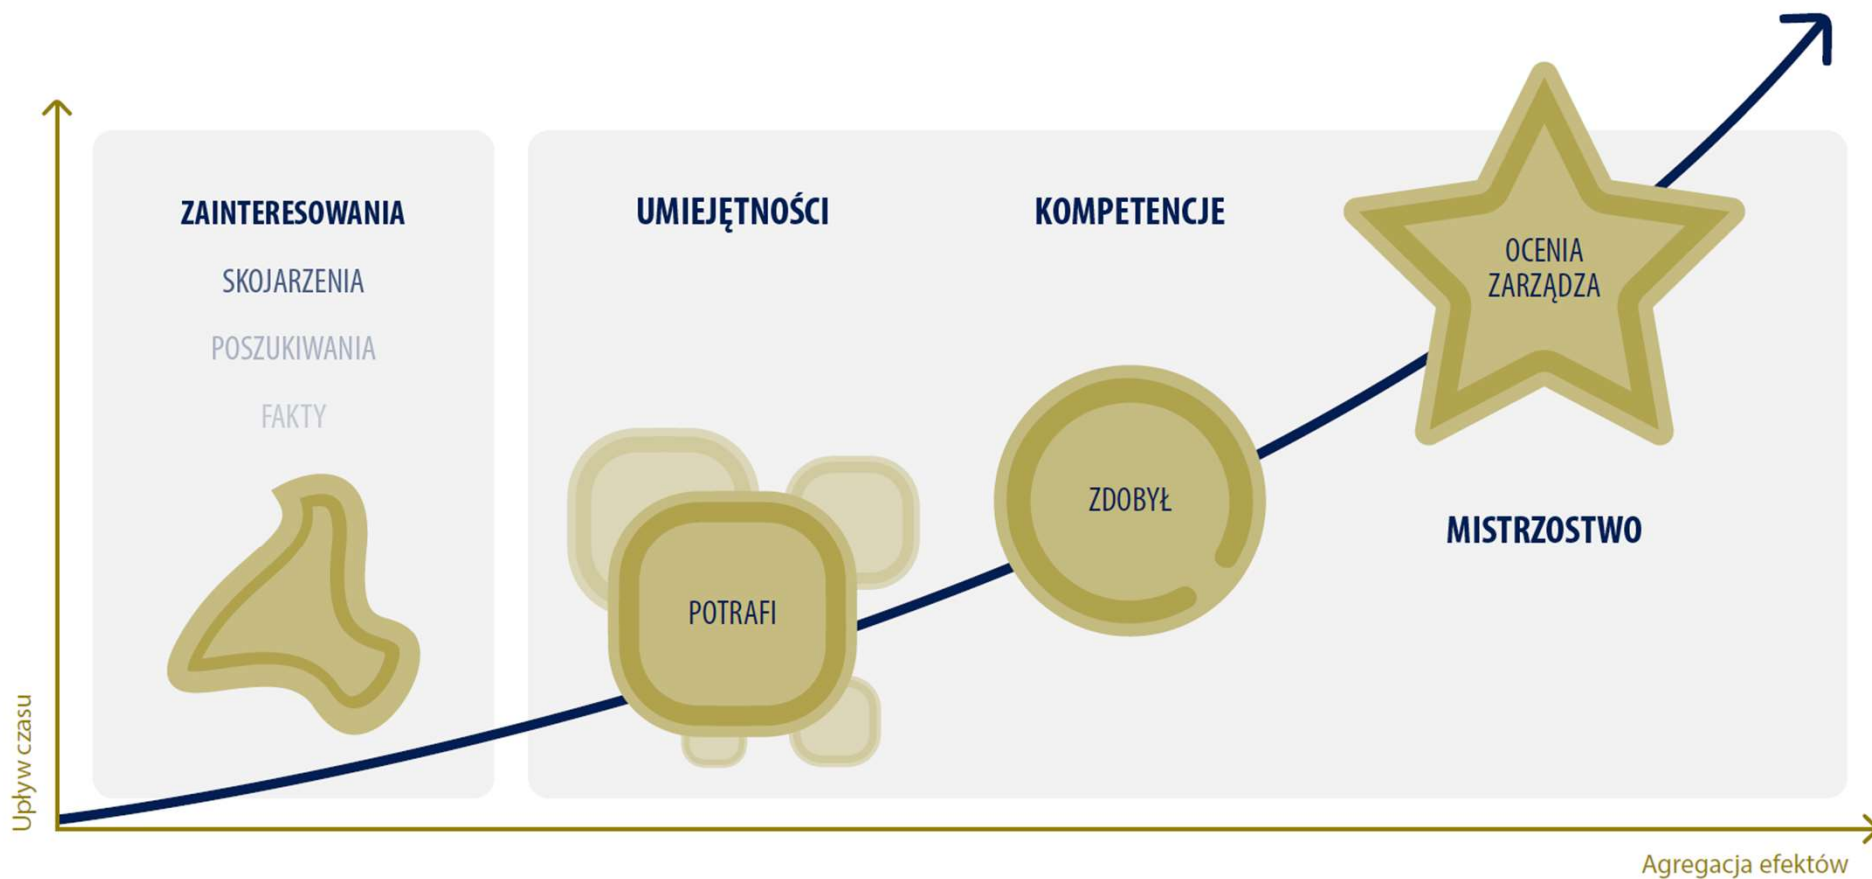 ZAINTERESOWANIA
SKOJARZENIA
POSZUKIWANIA
FAKTY
UMIEJĘTNOŚCI
POTRAFI
KOMPETENCJE
ZDOBYŁ
OCENIA
ZARZĄDZA
MISTRZOSTWO
Upływ czasu
Agregacja efektów